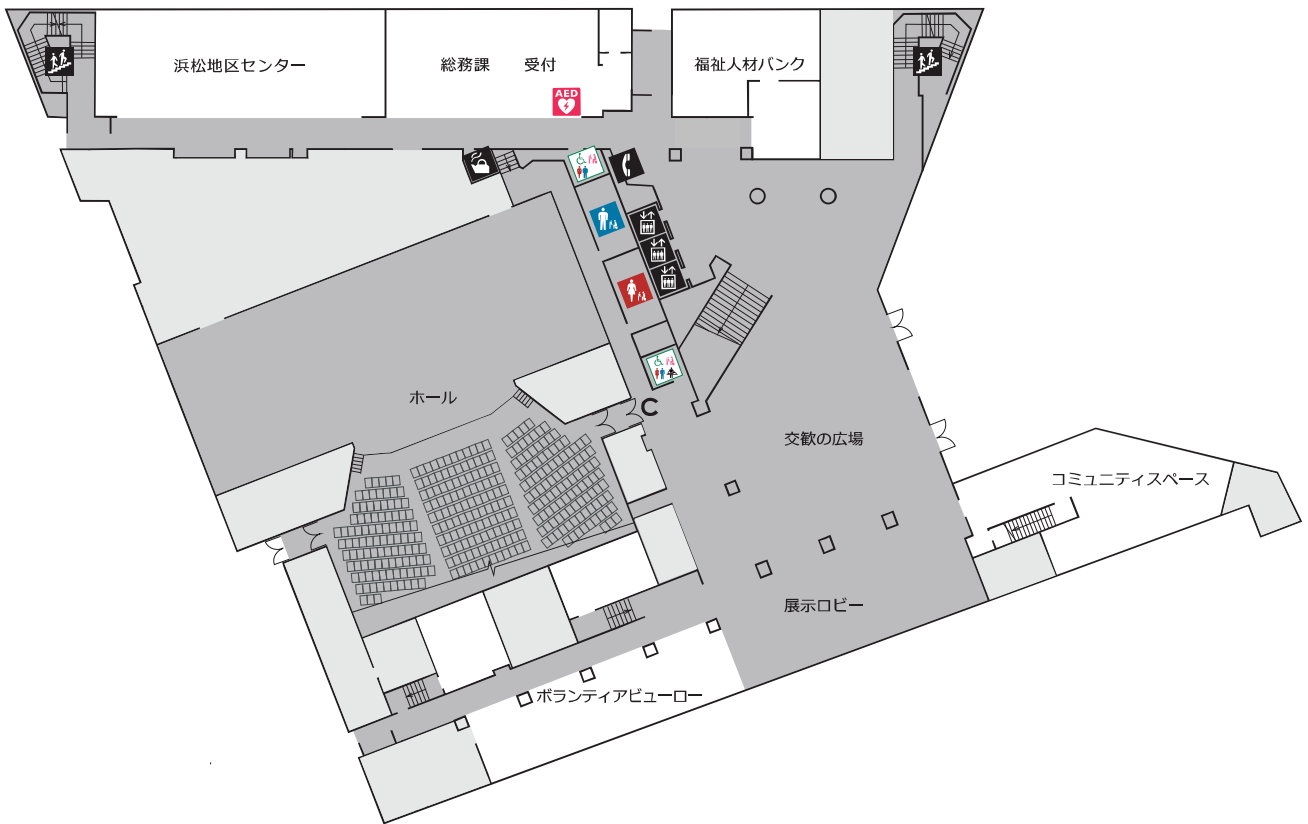 浜松地区センター
総務課
受付
福祉人材バンク
AED
ホール
C
交歓の広場
コミュニティスペース
展示ロビー
ボランティアビューロー